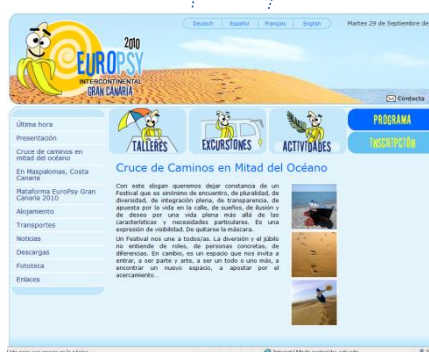 Deutsch | Español | Français | English
Martes 29 de Septiembre de
2010
EUROPSY
INTERCONTINENTAL
GRAN CANARIA
Contacta
TALLERES
EXCURSIONES
ACTIVIDADES
PROGRAMA
INSCRIPCIÓN
Última hora
Presentación
Cruce de caminos en
mitad del océano
En Maspalomas, Costa
Canaria
Plataforma EuroPsy Gran
Canaria 2010
Alojamiento
Transportes
Noticias
Descargas
Fototeca
Enlaces
Cruce de Caminos en Mitad del Océano
Con este slogan queremos dejar constancia de un
Festival que es sinónimo de encuentro, de pluralidad, de
diversidad, de integración plena, de transparencia, de
apuesta por la vida en la calle, de sueños, de ilusión y
de deseo por una vida plena más allá de las
características y necesidades particulares. Es una
expresión de visibilidad. De quitarse la máscara.
Un Festival nos une a todos/as. La diversión y el júbilo
no entiende de roles, de personas concretas, de
diferencias. En cambio, es un espacio que nos invita a
entrar, a ser parte y arte, a ser un todo o uno más, a
encontrar un nuevo espacio, a apostar por el
acercamiento...